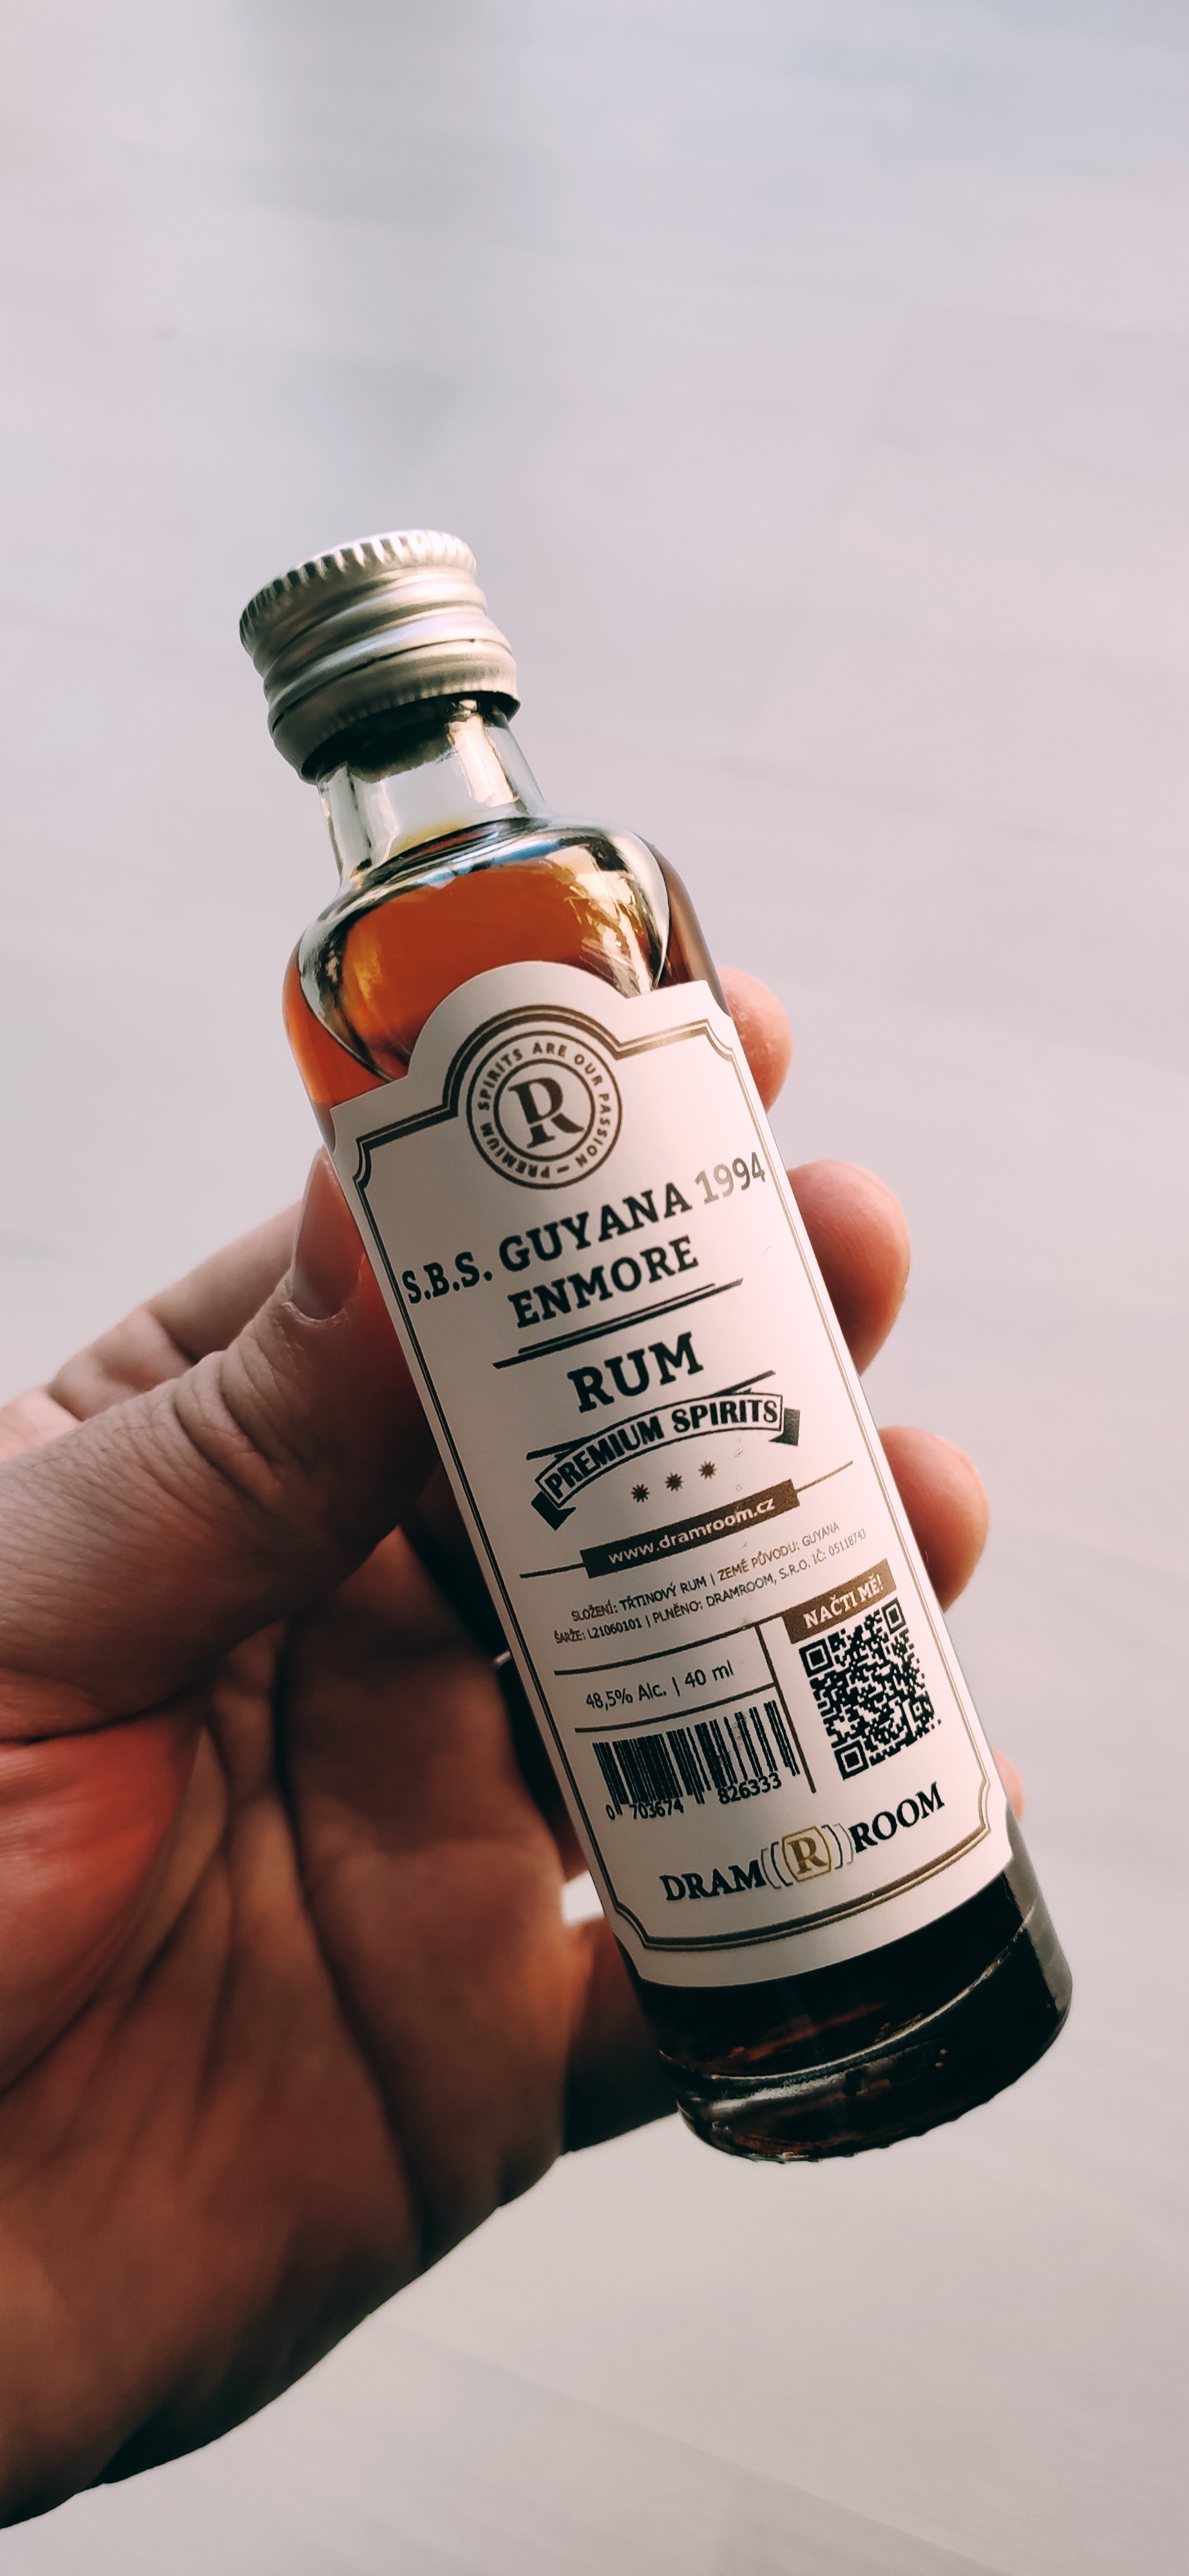 PREMIUM SPIRITS ARE OUR PASSION –
R
S.B.S. GUYANA 1994
ENMORE
RUM
PREMIUM SPIRITS
www.dramroom.cz
SLOŽENÍ: TŘTINOVÝ RUM | ZEMĚ PŮVODU: GUYANA
ŠARŽE: L21060101 | PLNĚNO: DRAMROOM, S.R.O. IČ: 05118743
NAČTI MĚ!
48,5% Alc. | 40 ml
0 703674 826333
DRAM((R))ROOM